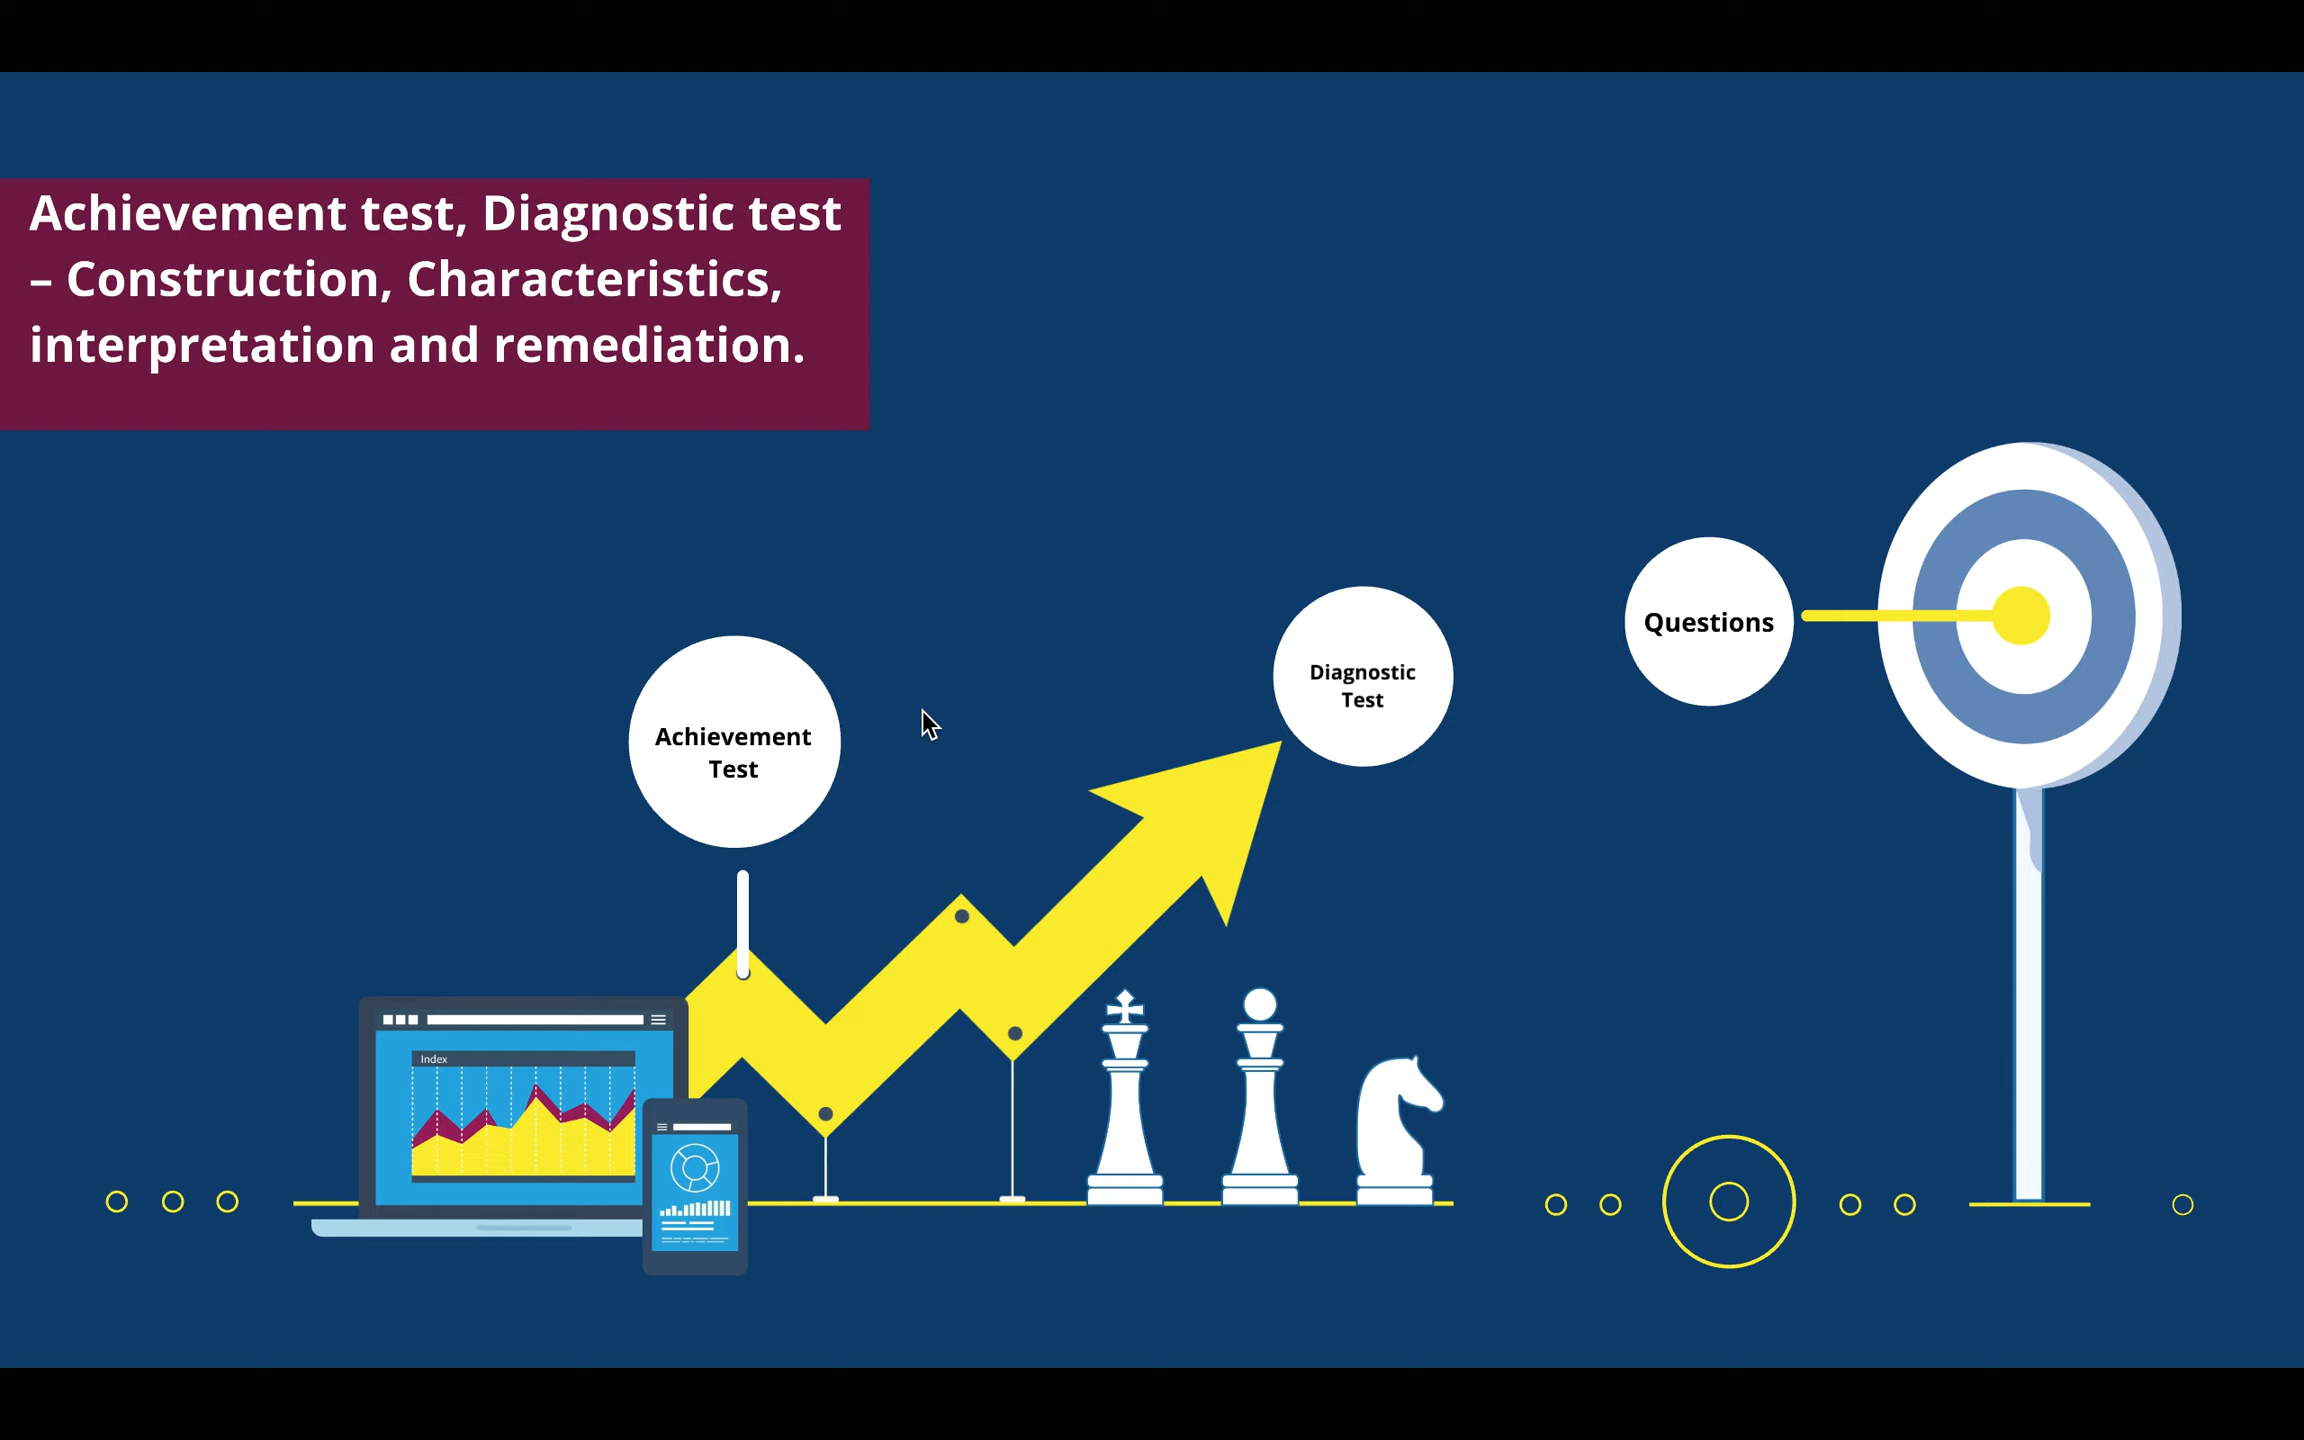 Achievement test, Diagnostic test
– Construction, Characteristics,
interpretation and remediation.
Questions
Diagnostic
Test
Achievement
Test
Index